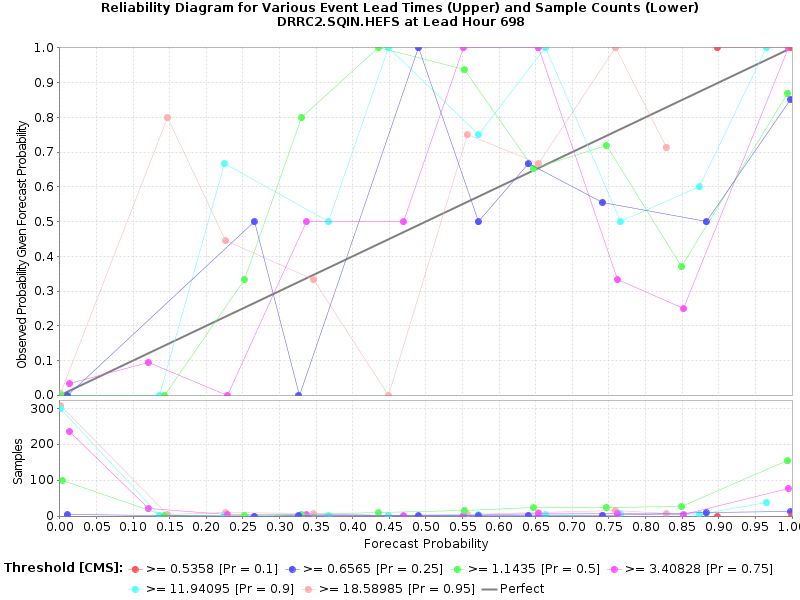 Reliability Diagram for Various Event Lead Times (Upper) and Sample Counts (Lower)
DRRC2.SQIN.HEFS at Lead Hour 698
Observed Probability Given Forecast Probability
1.0
0.9
0.8
0.7
0.6
0.5
0.4
0.3
0.2
0.1
0.0
Samples
300
200
100
0
0.00 0.05 0.10 0.15 0.20 0.25 0.30 0.35 0.40 0.45 0.50 0.55 0.60 0.65 0.70 0.75 0.80 0.85 0.90 0.95 1.0
Forecast Probability
Threshold [CMS]: >= 0.5358 [Pr = 0.1] >= 0.6565 [Pr = 0.25] >= 1.1435 [Pr = 0.5] >= 3.40828 [Pr = 0.75]
>= 11.94095 [Pr = 0.9] >= 18.58985 [Pr = 0.95] Perfect